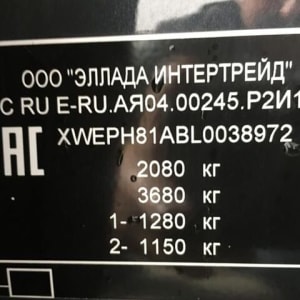 ООО "ЭЛЛАДА ИНТЕРТРЕЙД"
С RU E-RU.АЯ04.00245.Р2И1
EAC XWEPH81ABL0038972
2080 кг
3680 кг
1- 1280 кг
2- 1150 кг